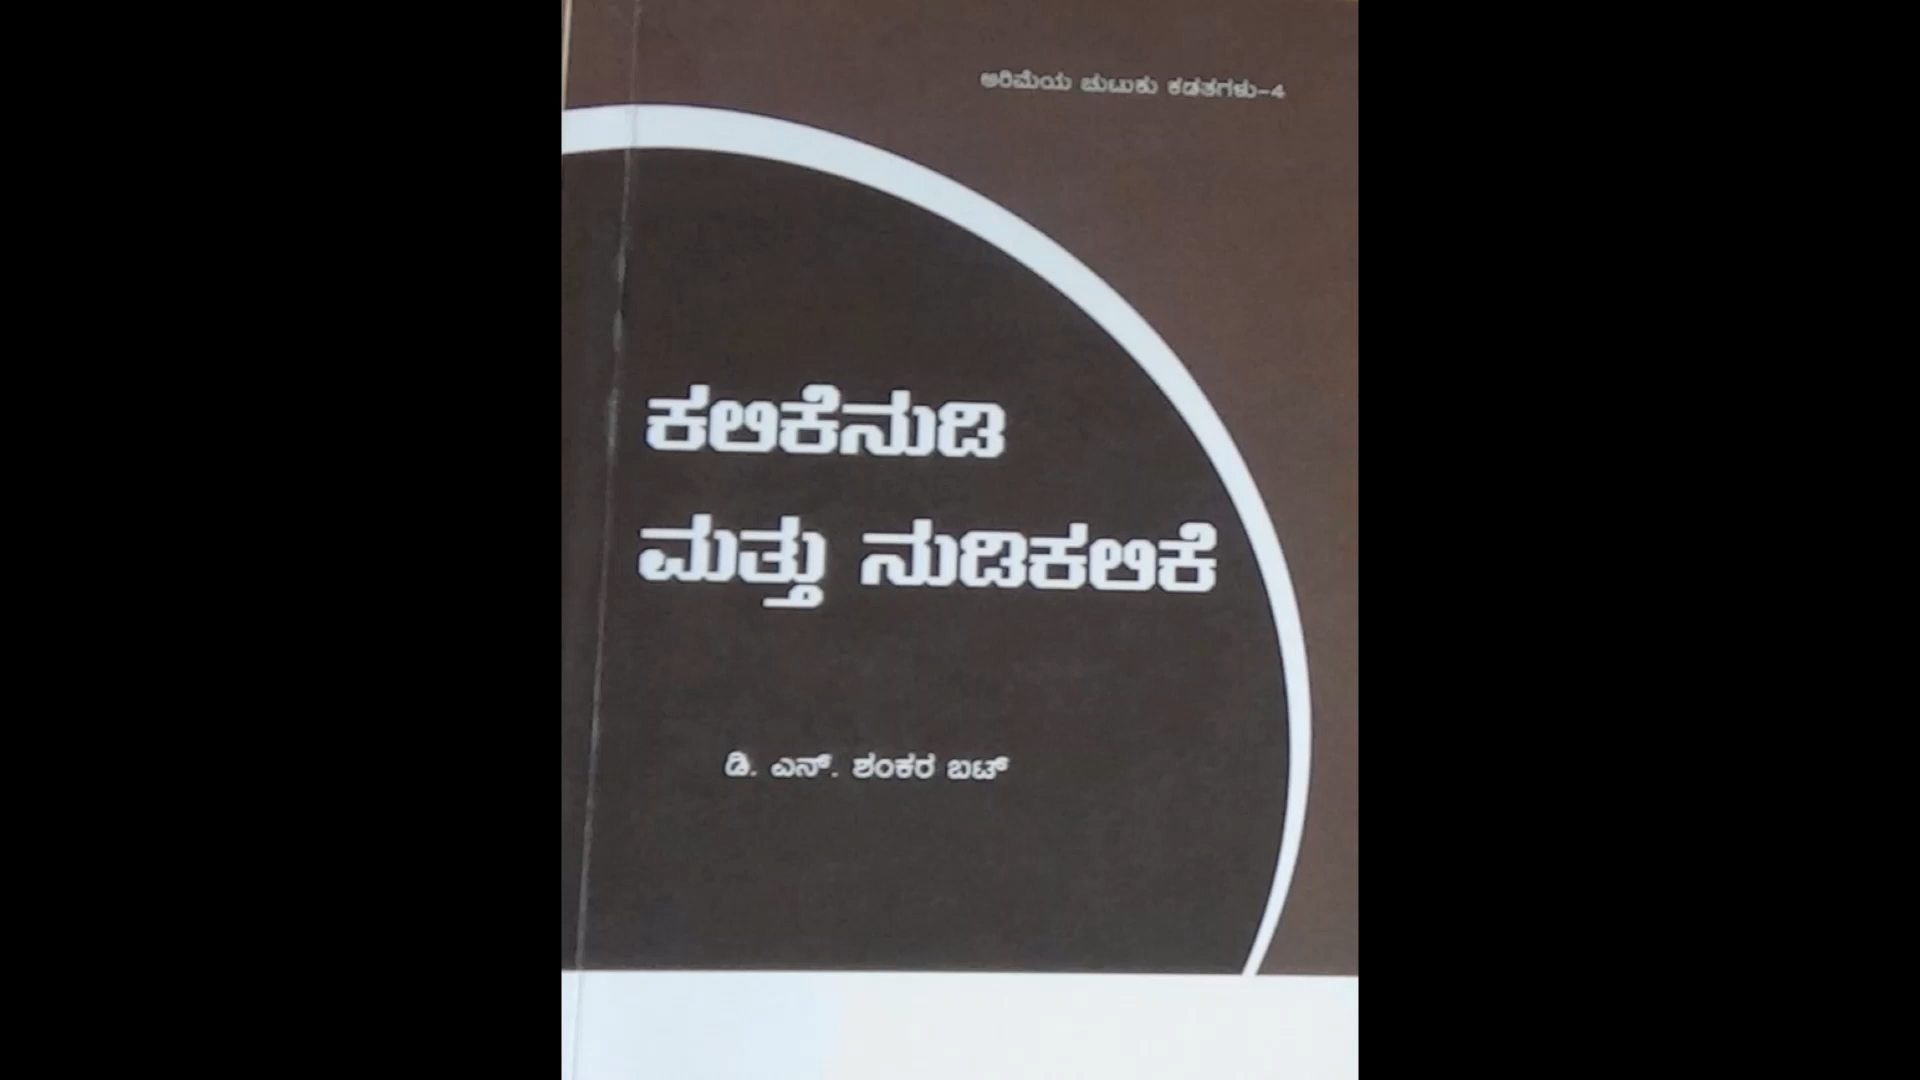 ಅರಿಮೆಯ ಚುಟುಕು ಕಡತಗಳು-4
ಕಲಿಕೆನುಡಿ
ಮತ್ತು ನುಡಿಕಲಿಕೆ
ಡಿ. ಎನ್. ಶಂಕರ ಬಟ್